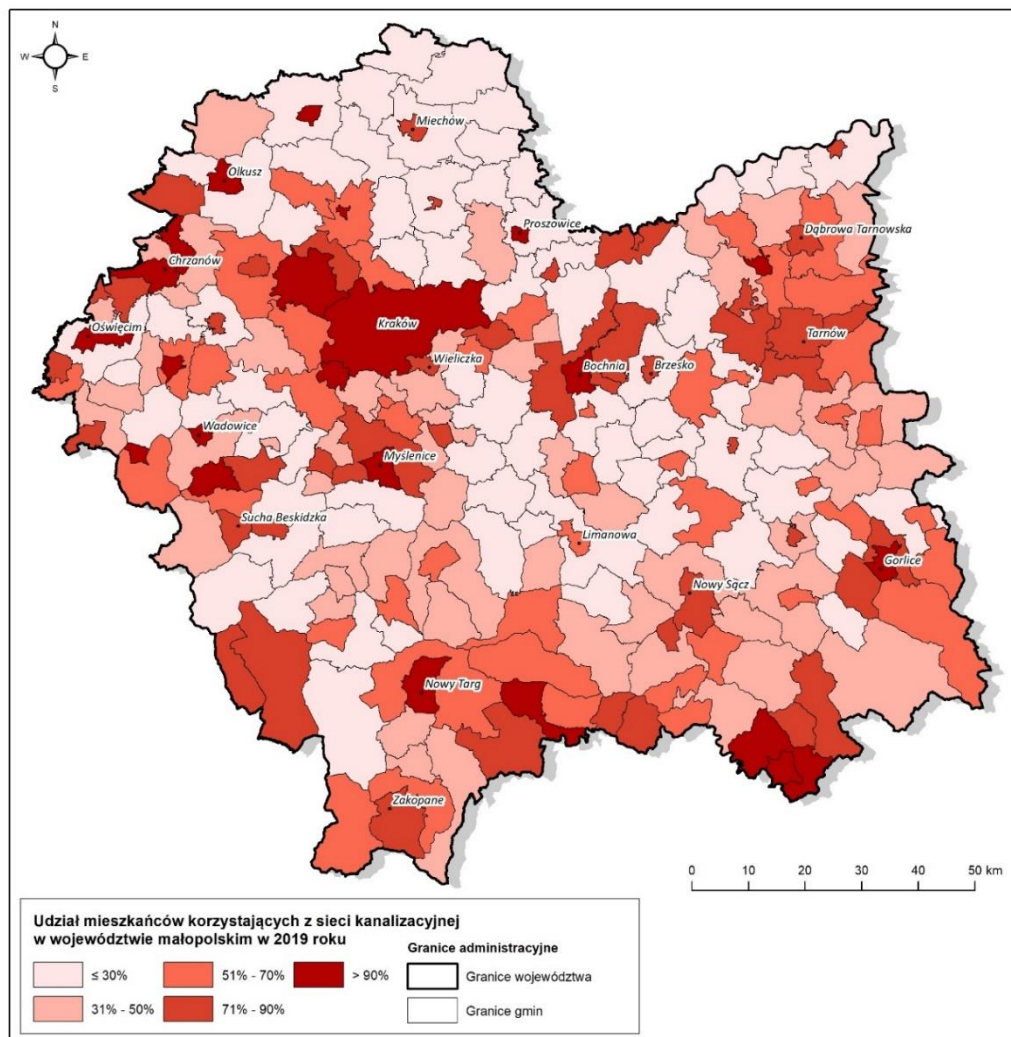 N
W E
S
Miechów
Olkusz
Proszowice
Dąbrowa Tarnowska
Chrzanów
Oświęcim
Kraków
Tarnów
Wieliczka
Bochnia
Brzesko
Wadowice
Myślenice
Sucha Beskidzka
Limanowa
Gorlice
Nowy Sącz
Nowy Targ
Zakopane
0 10 20 30 40 50 km
Udział mieszkańców korzystających z sieci kanalizacyjnej
w województwie małopolskim w 2019 roku
≤ 30%
31% - 50%
51% - 70%
71% - 90%
> 90%
Granice administracyjne
Granice województwa
Granice gmin